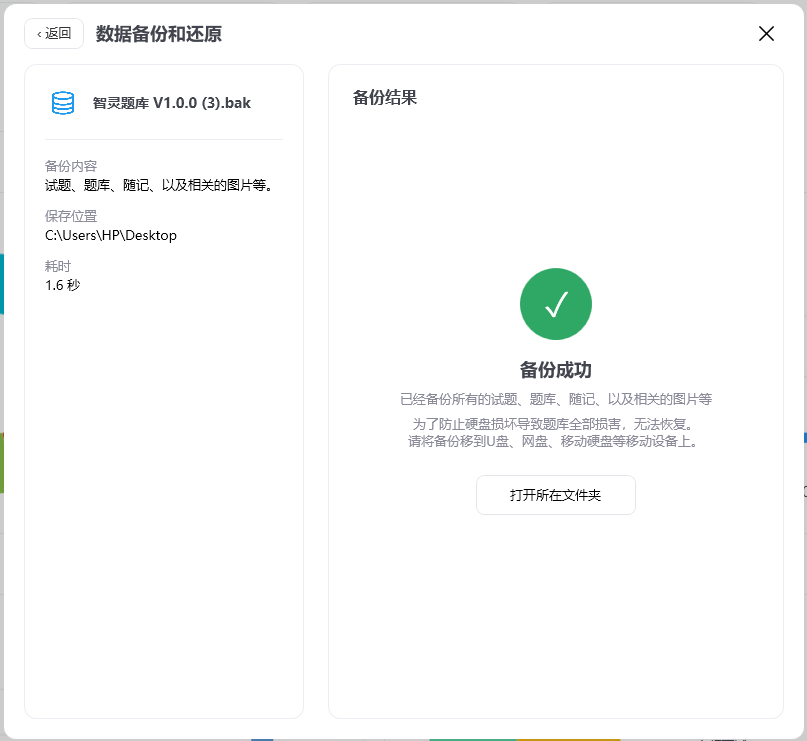 ‹ 返回
数据备份和还原
智灵题库 V1.0.0 (3).bak
备份内容
试题、题库、随记、以及相关的图片等。
保存位置
C:\Users\HP\Desktop
耗时
1.6 秒
备份结果
备份成功
已经备份所有的试题、题库、随记、以及相关的图片等
为了防止硬盘损坏导致题库全部损害，无法恢复。
请将备份移到U盘、网盘、移动硬盘等移动设备上。
打开所在文件夹